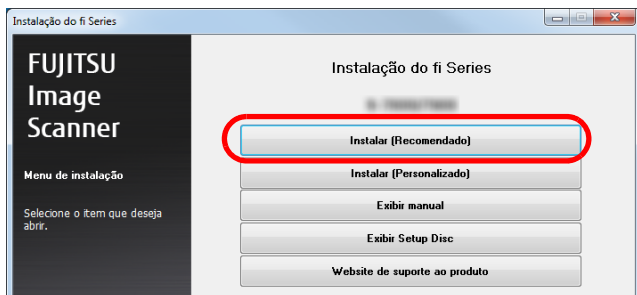 Instalação do fi Series
FUJITSU
Image
Scanner
Menu de instalação
Selecione o item que deseja
abrir.
Instalação do fi Series
Instalar (Recomendado)
Instalar (Personalizado)
Exibir manual
Exibir Setup Disc
Website de suporte ao produto